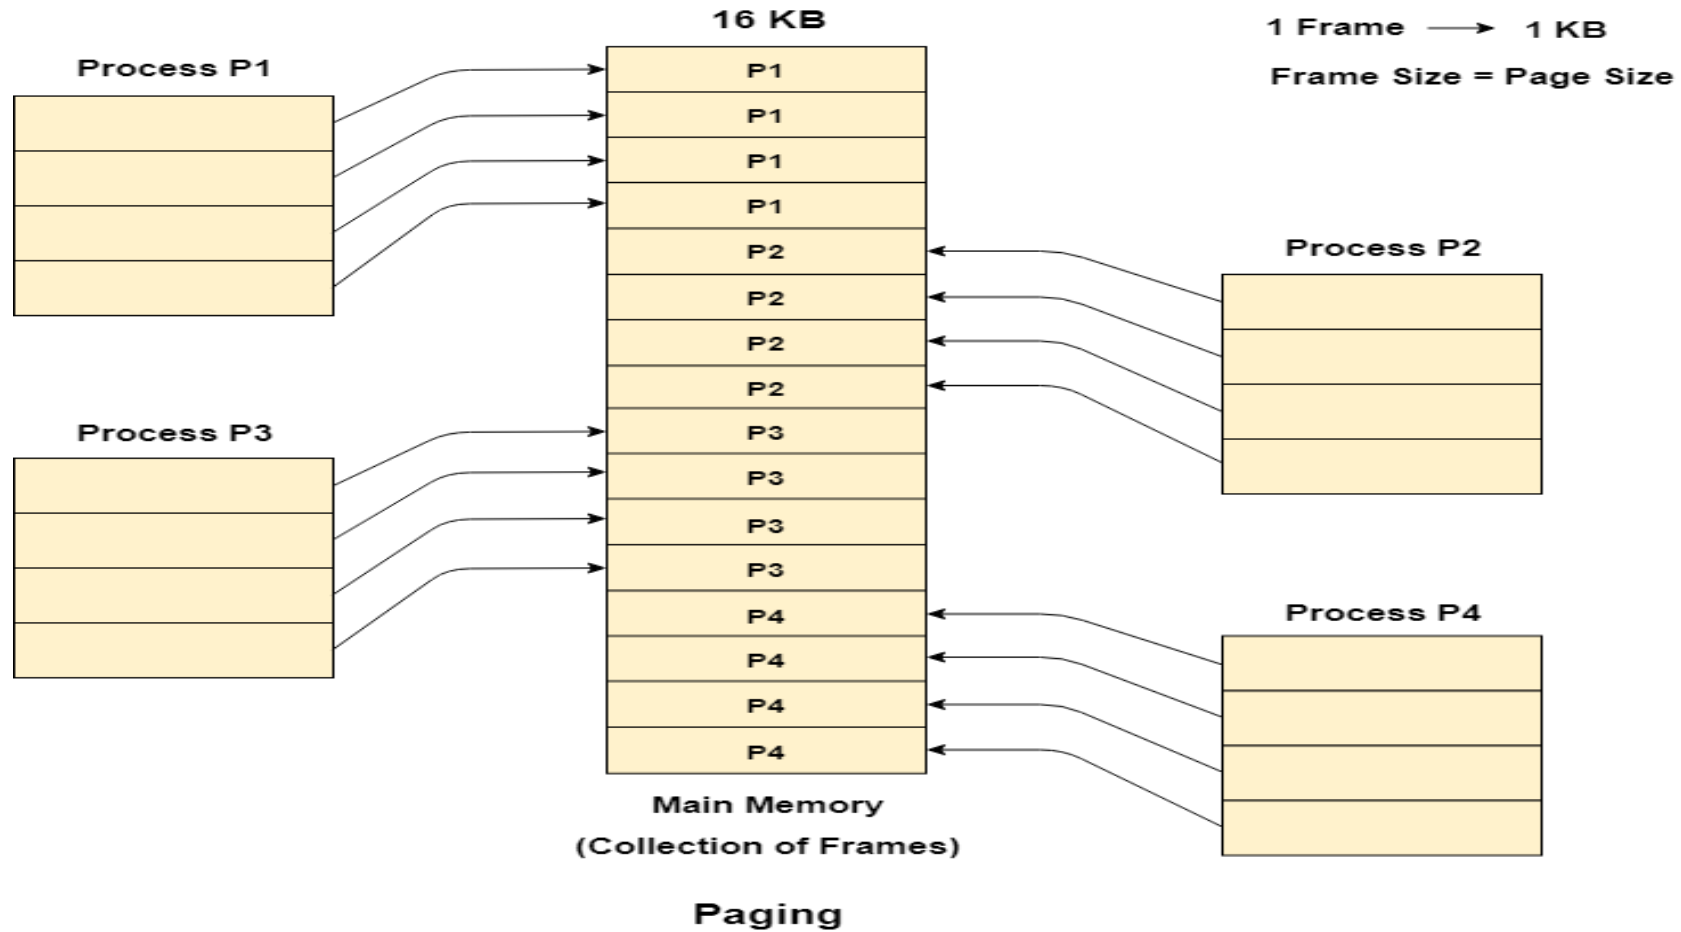 16 KB
1 Frame → 1 KB
Frame Size = Page Size
Process P1
P1
P1
P1
P1
P2
P2
P2
P2
P3
P3
P3
P3
P4
P4
P4
P4
Process P2
Process P3
Process P4
Main Memory
(Collection of Frames)
Paging